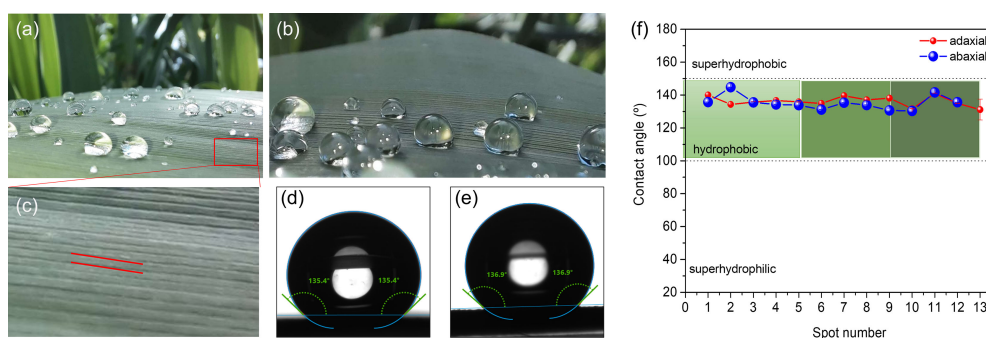 (a)
(b)
(c)
(d)
135.4°
135.4°
(e)
136.9°
136.9°
(f)
adaxial
abaxial
superhydrophobic
hydrophobic
superhydrophilic
Contact angle (º)
180
160
140
120
100
80
60
40
20
0 1 2 3 4 5 6 7 8 9 10 11 12 13
Spot number